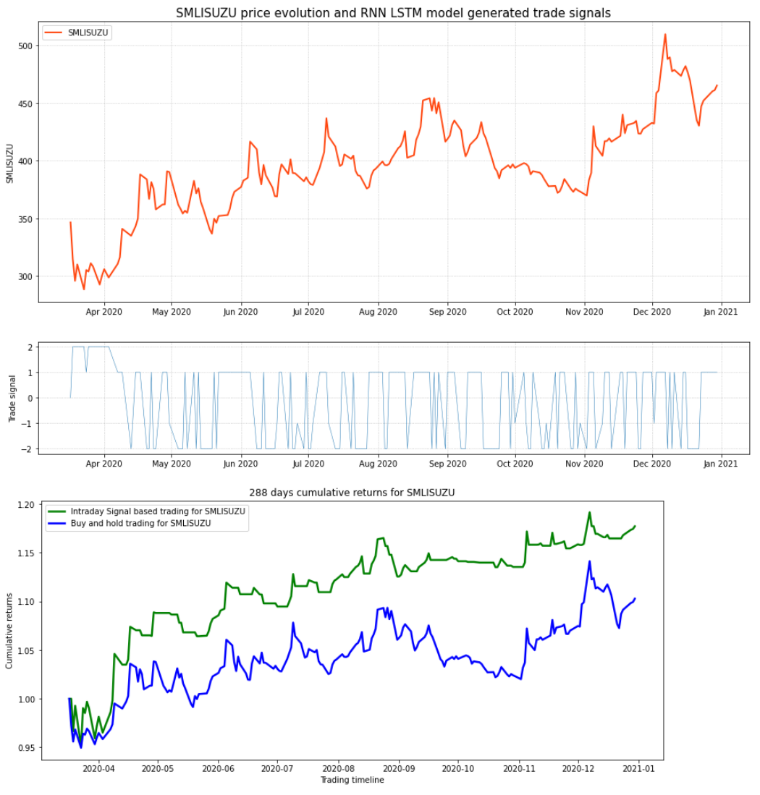 SMLISUZU price evolution and RNN LSTM model generated trade signals
SMLISUZU
500
450
400
350
300
SMLISUZU
Apr 2020 May 2020 Jun 2020 Jul 2020 Aug 2020 Sep 2020 Oct 2020 Nov 2020 Dec 2020 Jan 2021
2
1
0
−1
−2
Trade signal
Apr 2020 May 2020 Jun 2020 Jul 2020 Aug 2020 Sep 2020 Oct 2020 Nov 2020 Dec 2020 Jan 2021
288 days cumulative returns for SMLISUZU
Intraday Signal based trading for SMLISUZU
Buy and hold trading for SMLISUZU
1.20
1.15
1.10
1.05
1.00
0.95
Cumulative returns
2020-04 2020-05 2020-06 2020-07 2020-08 2020-09 2020-10 2020-11 2020-12 2021-01
Trading timeline